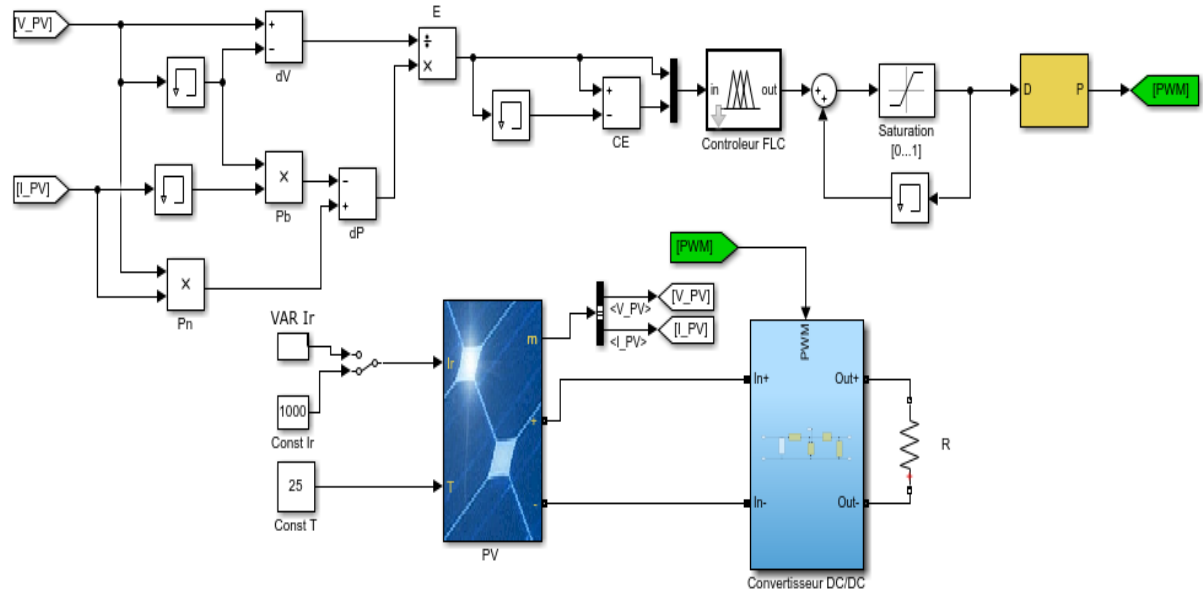 [V_PV]
+
−
dV
E
÷
×
+
−
CE
in
out
Controleur FLC
+
+
Saturation
[0...1]
D
P
[PWM]
[I_PV]
×
Pb
−
+
dP
×
Pn
[PWM]
VAR Ir
1000
Const Ir
25
Const T
Ir
T
m
+
-
PV
<V_PV>
[V_PV]
<I_PV>
[I_PV]
PWM
In+
Out+
In-
Out-
Convertisseur DC/DC
R
+